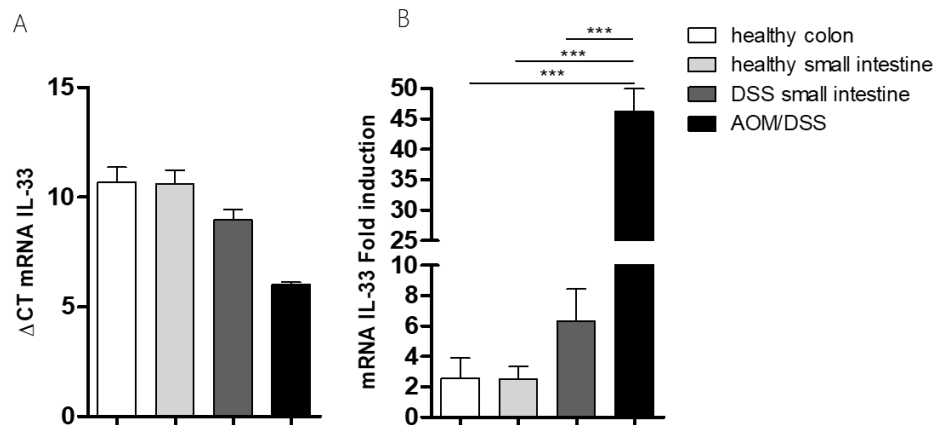 A
ΔCT mRNA IL-33
15
10
5
0
B
mRNA IL-33 Fold induction
50
45
40
35
30
25
10
8
6
4
2
0
***
***
***
healthy colon
healthy small intestine
DSS small intestine
AOM/DSS